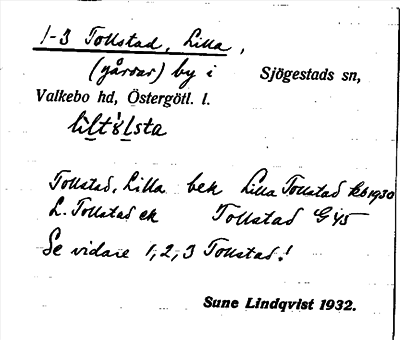 1-3 Tollstad, Lilla,
(gårdar) by i Sjögestads sn,
Valkebo hd, Östergötl. l.
Tollstad, Lilla bek Lilla Tollstad kb 1930
L. Tollstad ek Tollstad G 45
Se vidare 1, 2, 3 Tollstad!
Sune Lindqvist 1932.